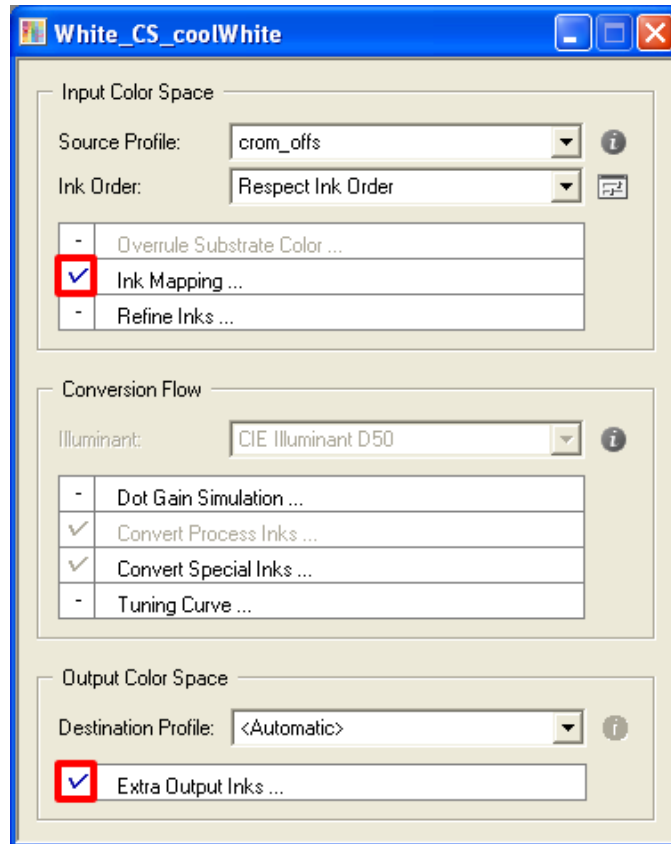 White_CS_coolWhite
Input Color Space
Source Profile: crom_offs
Ink Order: Respect Ink Order
- Overrule Substrate Color ...
Ink Mapping ...
- Refine Inks ...
Conversion Flow
Illuminant: CIE Illuminant D50
- Dot Gain Simulation ...
Convert Process Inks ...
Convert Special Inks ...
- Tuning Curve ...
Output Color Space
Destination Profile: <Automatic>
Extra Output Inks ...